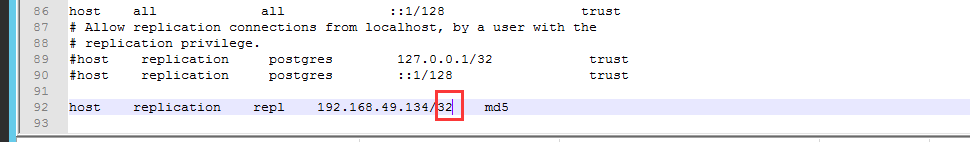 86 host    all             all             ::1/128                 trust
87 # Allow replication connections from localhost, by a user with the
88 # replication privilege.
89 #host    replication     postgres        127.0.0.1/32            trust
90 #host    replication     postgres        ::1/128                 trust
91
92 host    replication    repl    192.168.49.134/32    md5
93